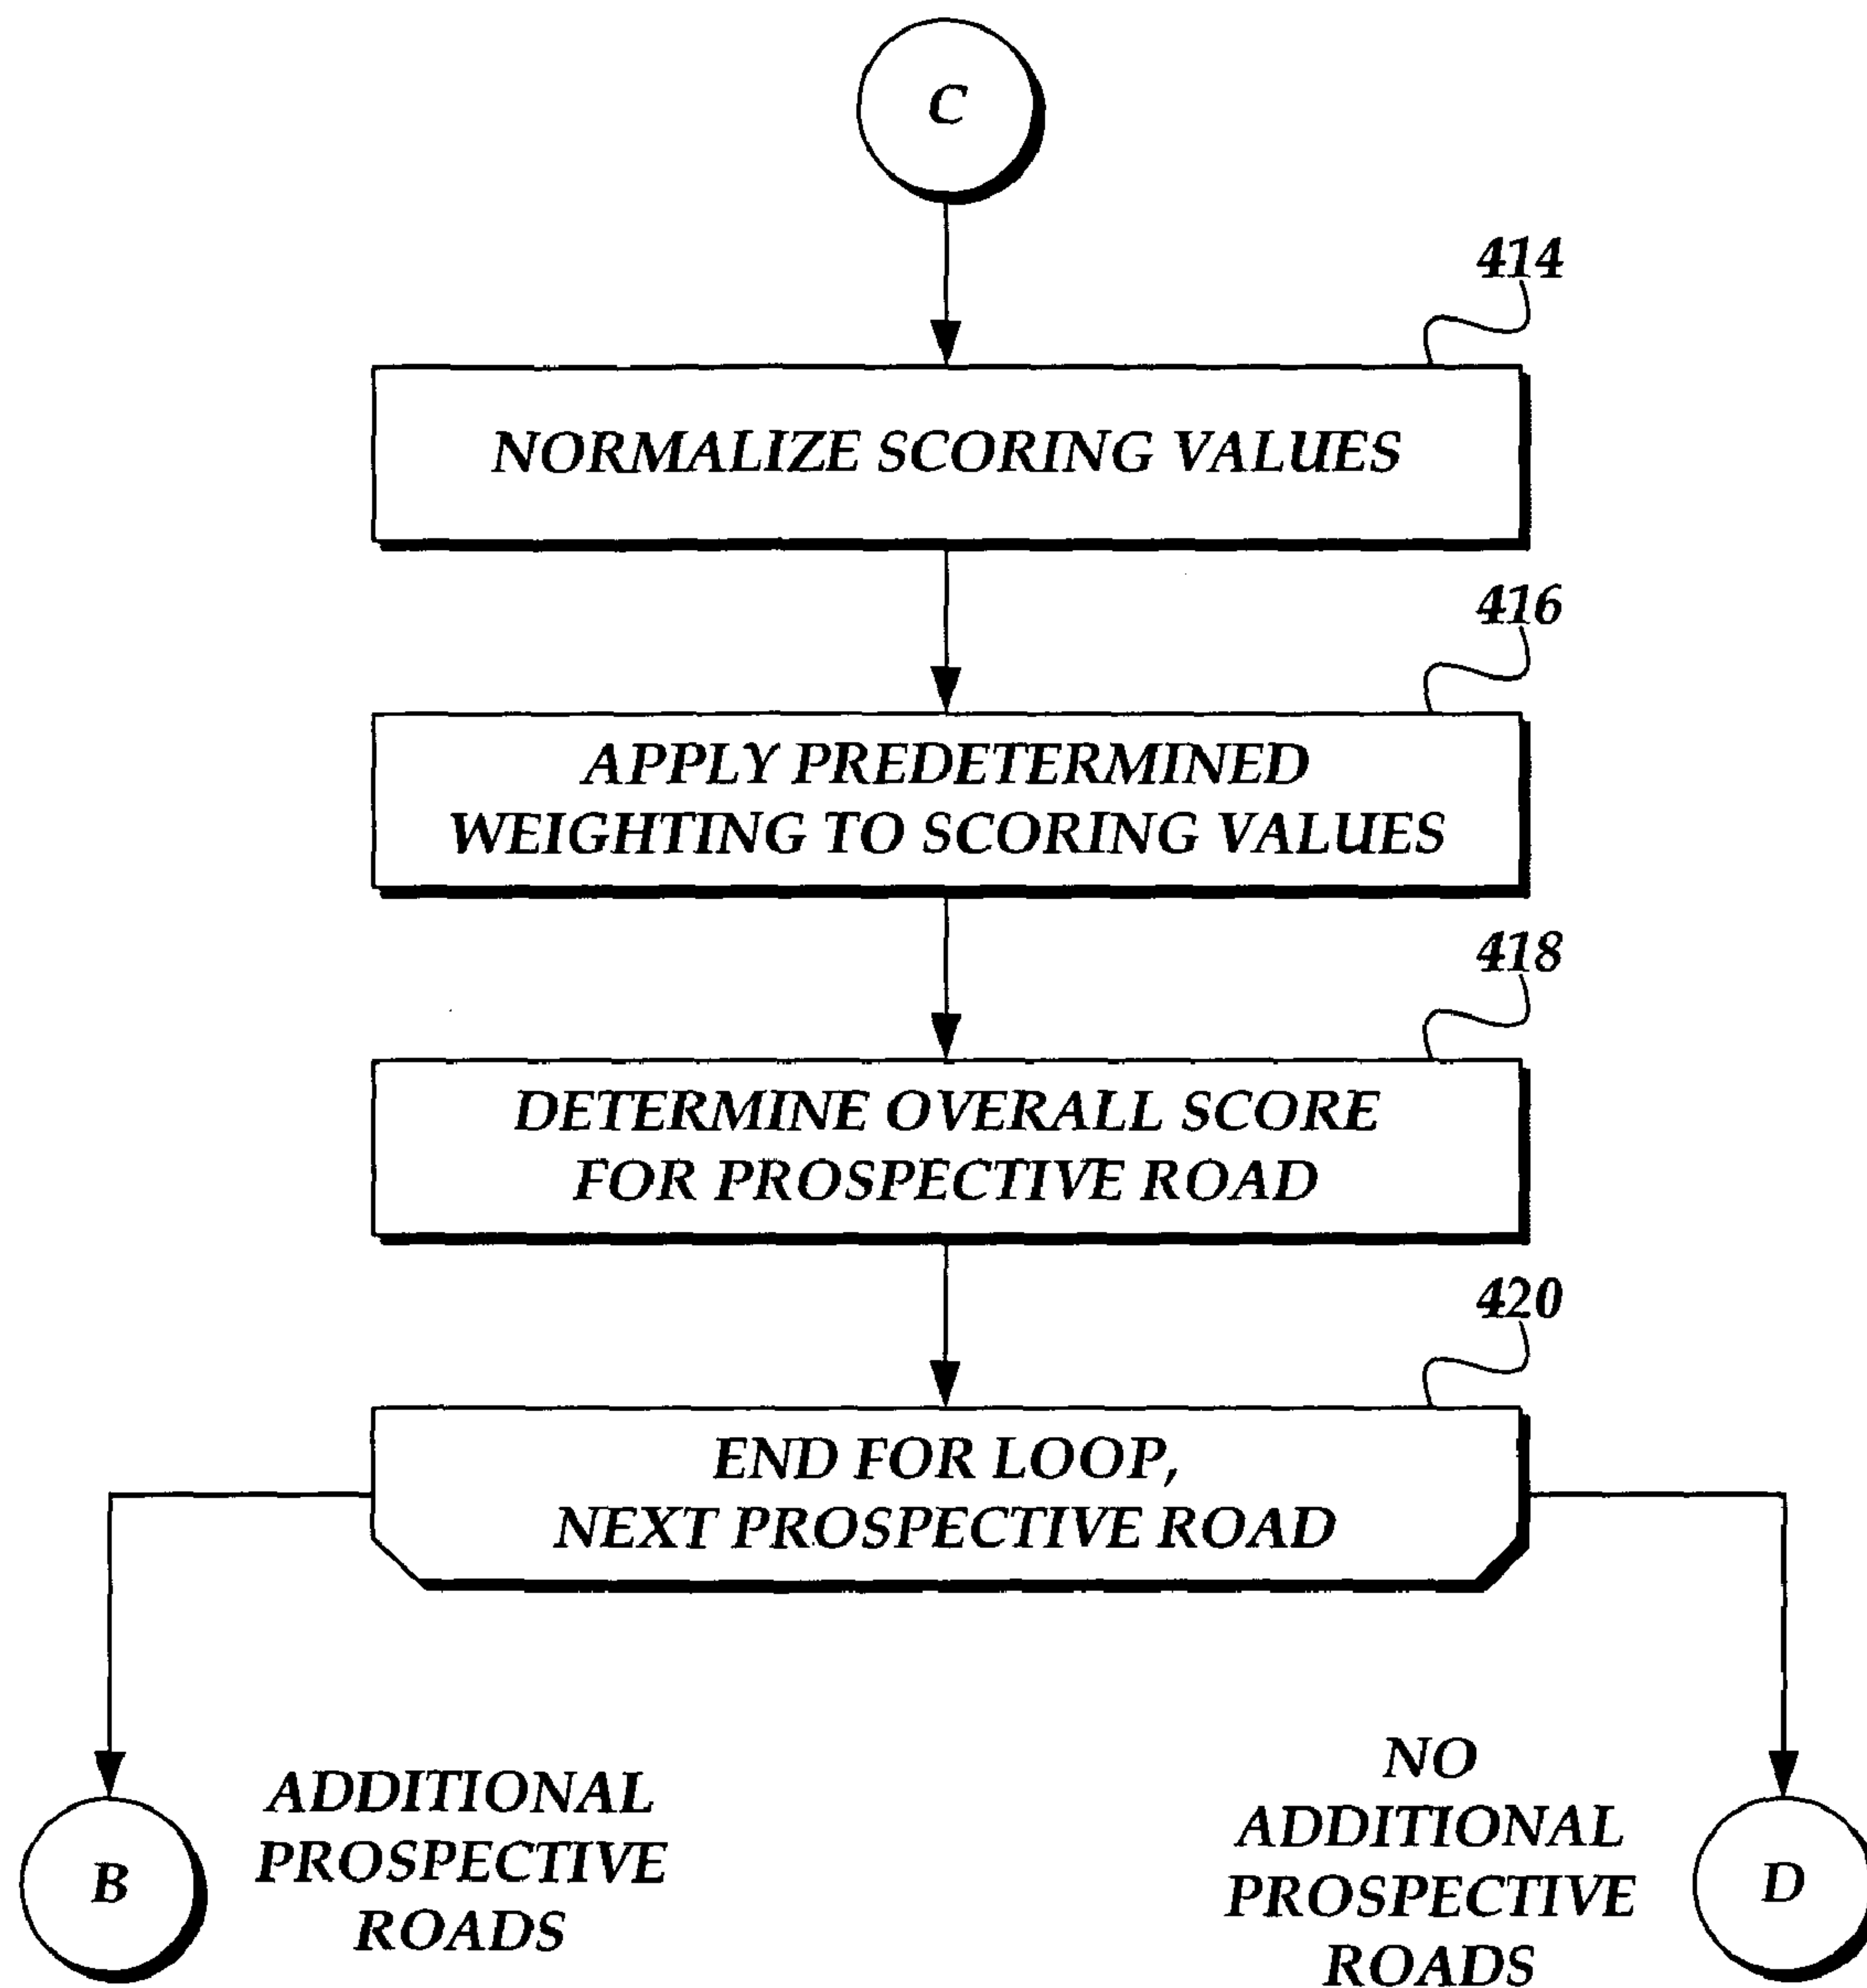 C
414
NORMALIZE SCORING VALUES
416
APPLY PREDETERMINED
WEIGHTING TO SCORING VALUES
418
DETERMINE OVERALL SCORE
FOR PROSPECTIVE ROAD
420
END FOR LOOP,
NEXT PROSPECTIVE ROAD
B
ADDITIONAL
PROSPECTIVE
ROADS
NO
ADDITIONAL
PROSPECTIVE
ROADS
D